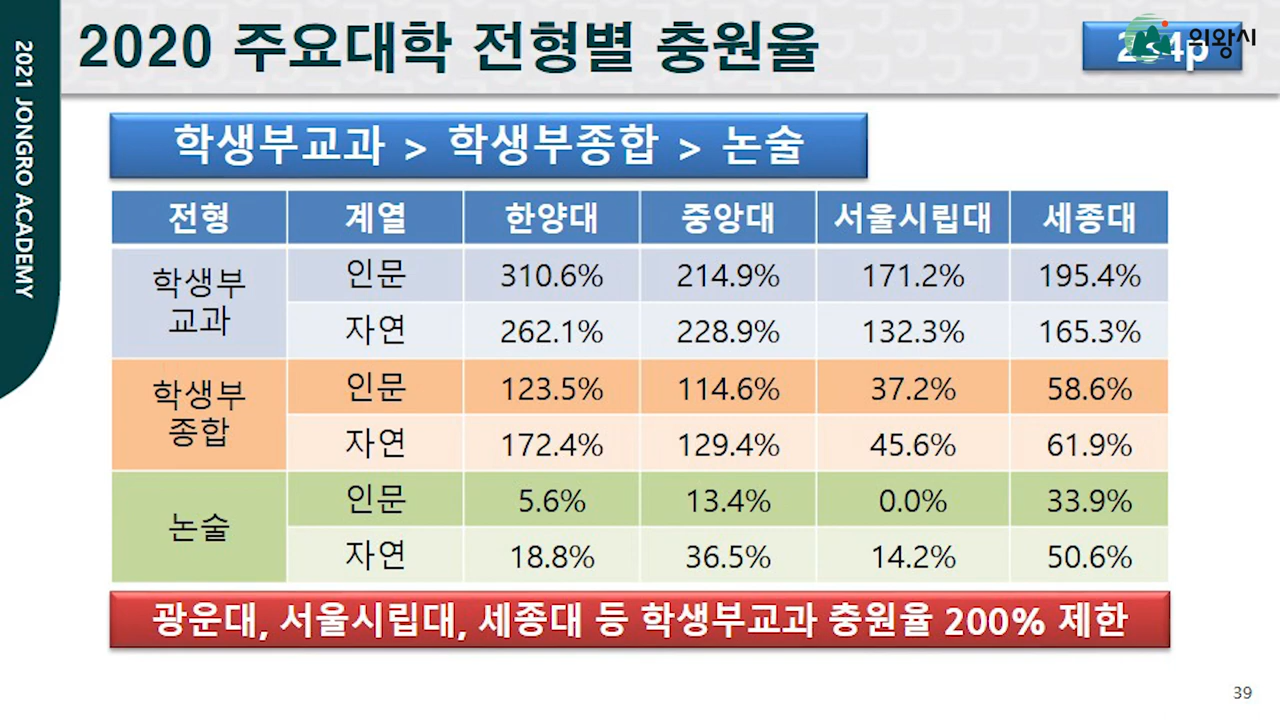 2020 주요대학 전형별 충원율
의왕시
2021 JONGRO ACADEMY
학생부교과 > 학생부종합 > 논술
전형 계열 한양대 중앙대 서울시립대 세종대
학생부
교과
인문 310.6% 214.9% 171.2% 195.4%
자연 262.1% 228.9% 132.3% 165.3%
학생부
종합
인문 123.5% 114.6% 37.2% 58.6%
자연 172.4% 129.4% 45.6% 61.9%
논술
인문 5.6% 13.4% 0.0% 33.9%
자연 18.8% 36.5% 14.2% 50.6%
광운대, 서울시립대, 세종대 등 학생부교과 충원율 200% 제한
39